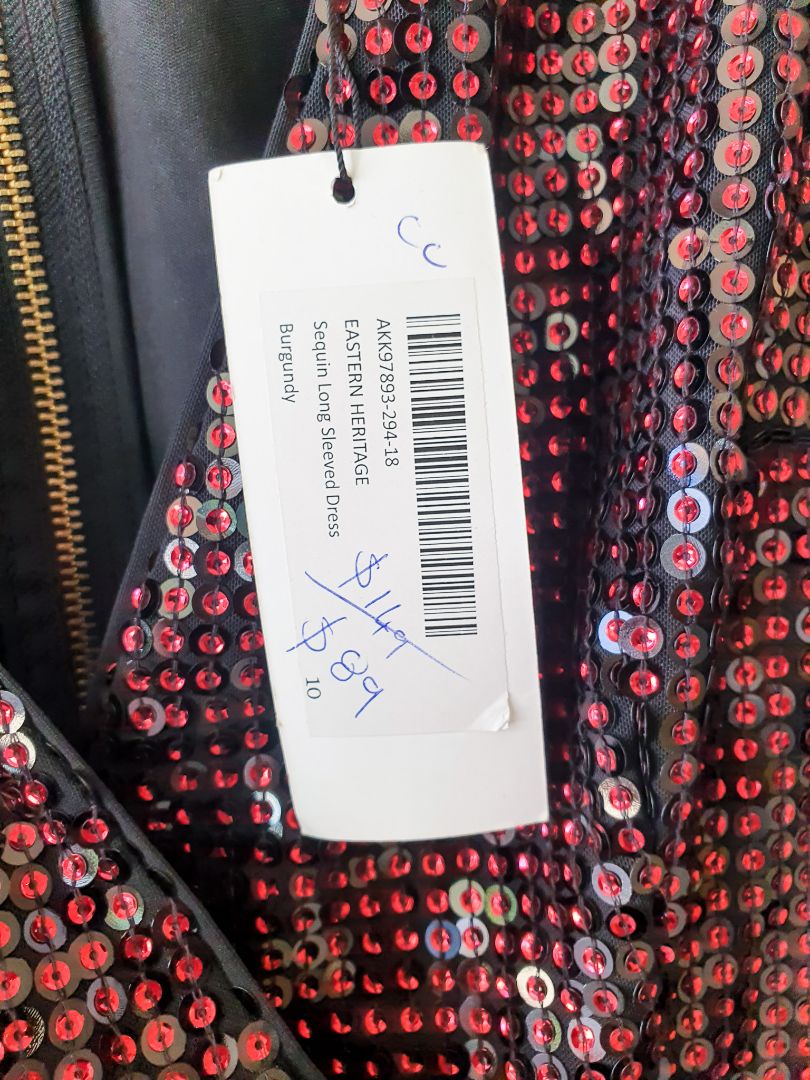 CC
AKK97893-294-18
EASTERN HERITAGE
Sequin Long Sleeved Dress
Burgundy
10
$149
$89